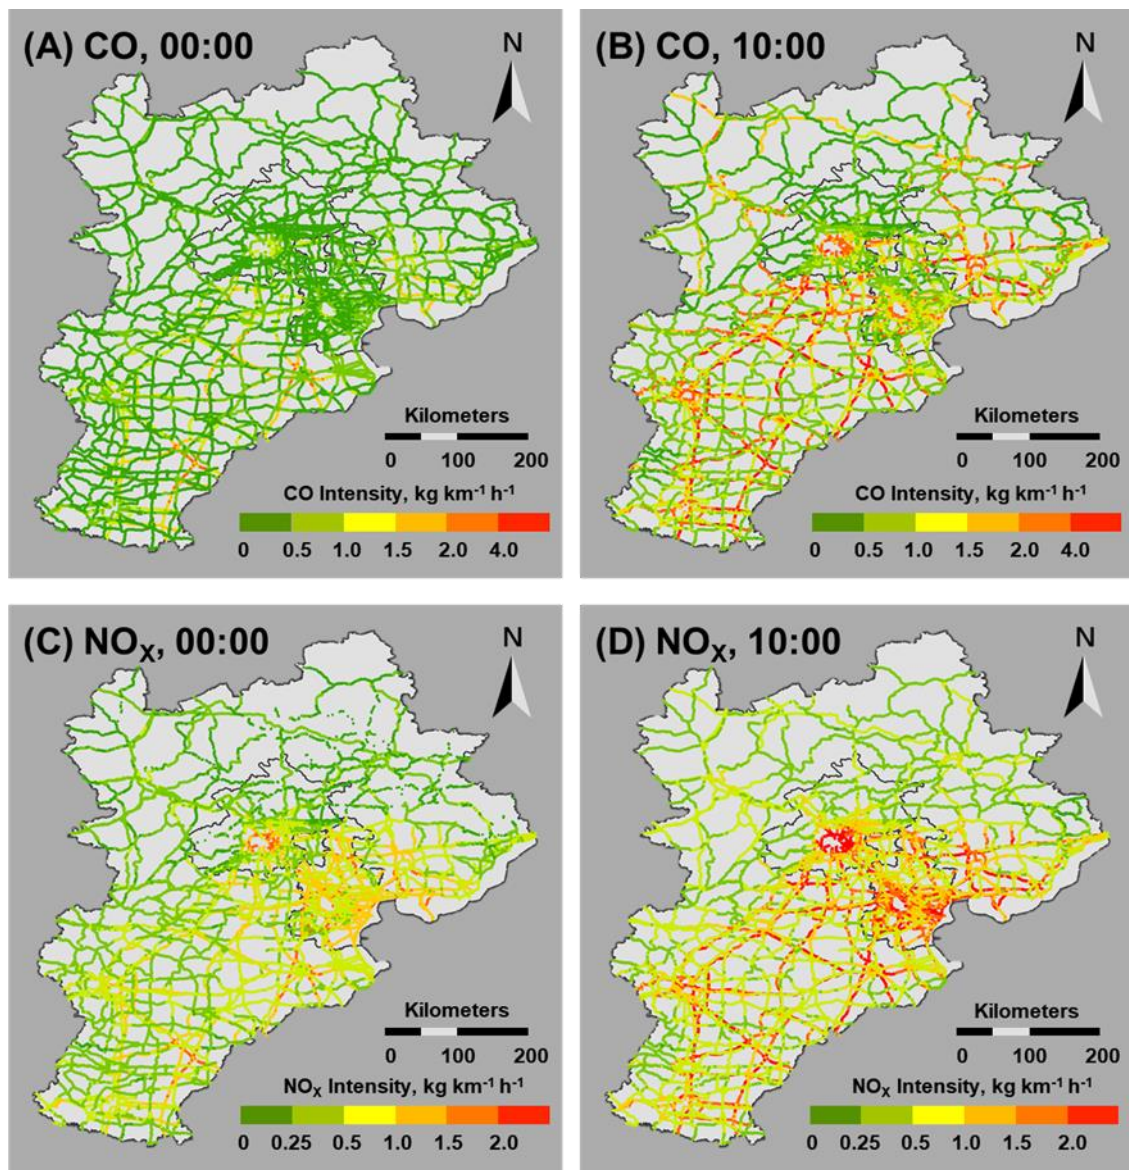 (A) CO, 00:00
N
Kilometers
0 100 200
CO Intensity, kg km⁻¹ h⁻¹
0 0.5 1.0 1.5 2.0 4.0
(B) CO, 10:00
N
Kilometers
0 100 200
CO Intensity, kg km⁻¹ h⁻¹
0 0.5 1.0 1.5 2.0 4.0
(C) NOX, 00:00
N
Kilometers
0 100 200
NOX Intensity, kg km⁻¹ h⁻¹
0 0.25 0.5 1.0 1.5 2.0
(D) NOX, 10:00
N
Kilometers
0 100 200
NOX Intensity, kg km⁻¹ h⁻¹
0 0.25 0.5 1.0 1.5 2.0